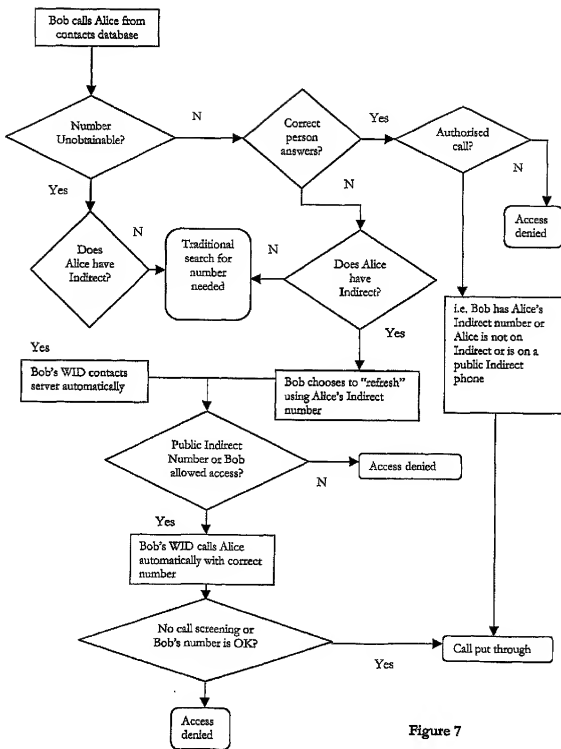 Bob calls Alice from
contacts database
Number
Unobtainable?
N
Correct
person
answers?
Yes
Authorised
call?
N
Access
denied
Yes
N
Does
Alice have
Indirect?
N
Traditional
search for
number
needed
N
Does Alice
have
Indirect?
i.e. Bob has Alice's
Indirect number or
Alice is not on
Indirect or is on a
public Indirect
phone
Yes
Yes
Bob's WID contacts
server automatically
Bob chooses to "refresh"
using Alice's Indirect
number
Public Indirect
Number or Bob
allowed access?
Access denied
N
Yes
Bob's WID calls Alice
automatically with correct
number
No call screening or
Bob's number is OK?
Yes
Call put through
Access
denied
Figure 7